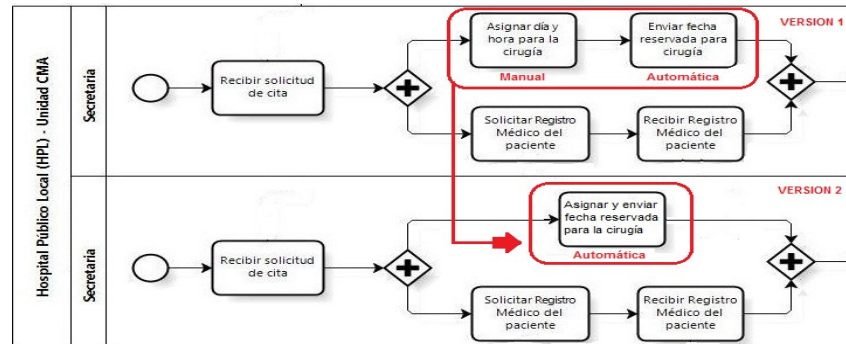 Hospital Público Local (HPL) - Unidad CMA
Secretaria
VERSION 1
Recibir solicitud
de cita
Asignar día y
hora para la
cirugía
Manual
Enviar fecha
reservada para
cirugía
Automática
Solicitar Registro
Médico del
paciente
Recibir Registro
Médico del
paciente
Secretaria
VERSION 2
Recibir solicitud
de cita
Asignar y enviar
fecha reservada
para la cirugía
Automática
Solicitar Registro
Médico del
paciente
Recibir Registro
Médico del
paciente